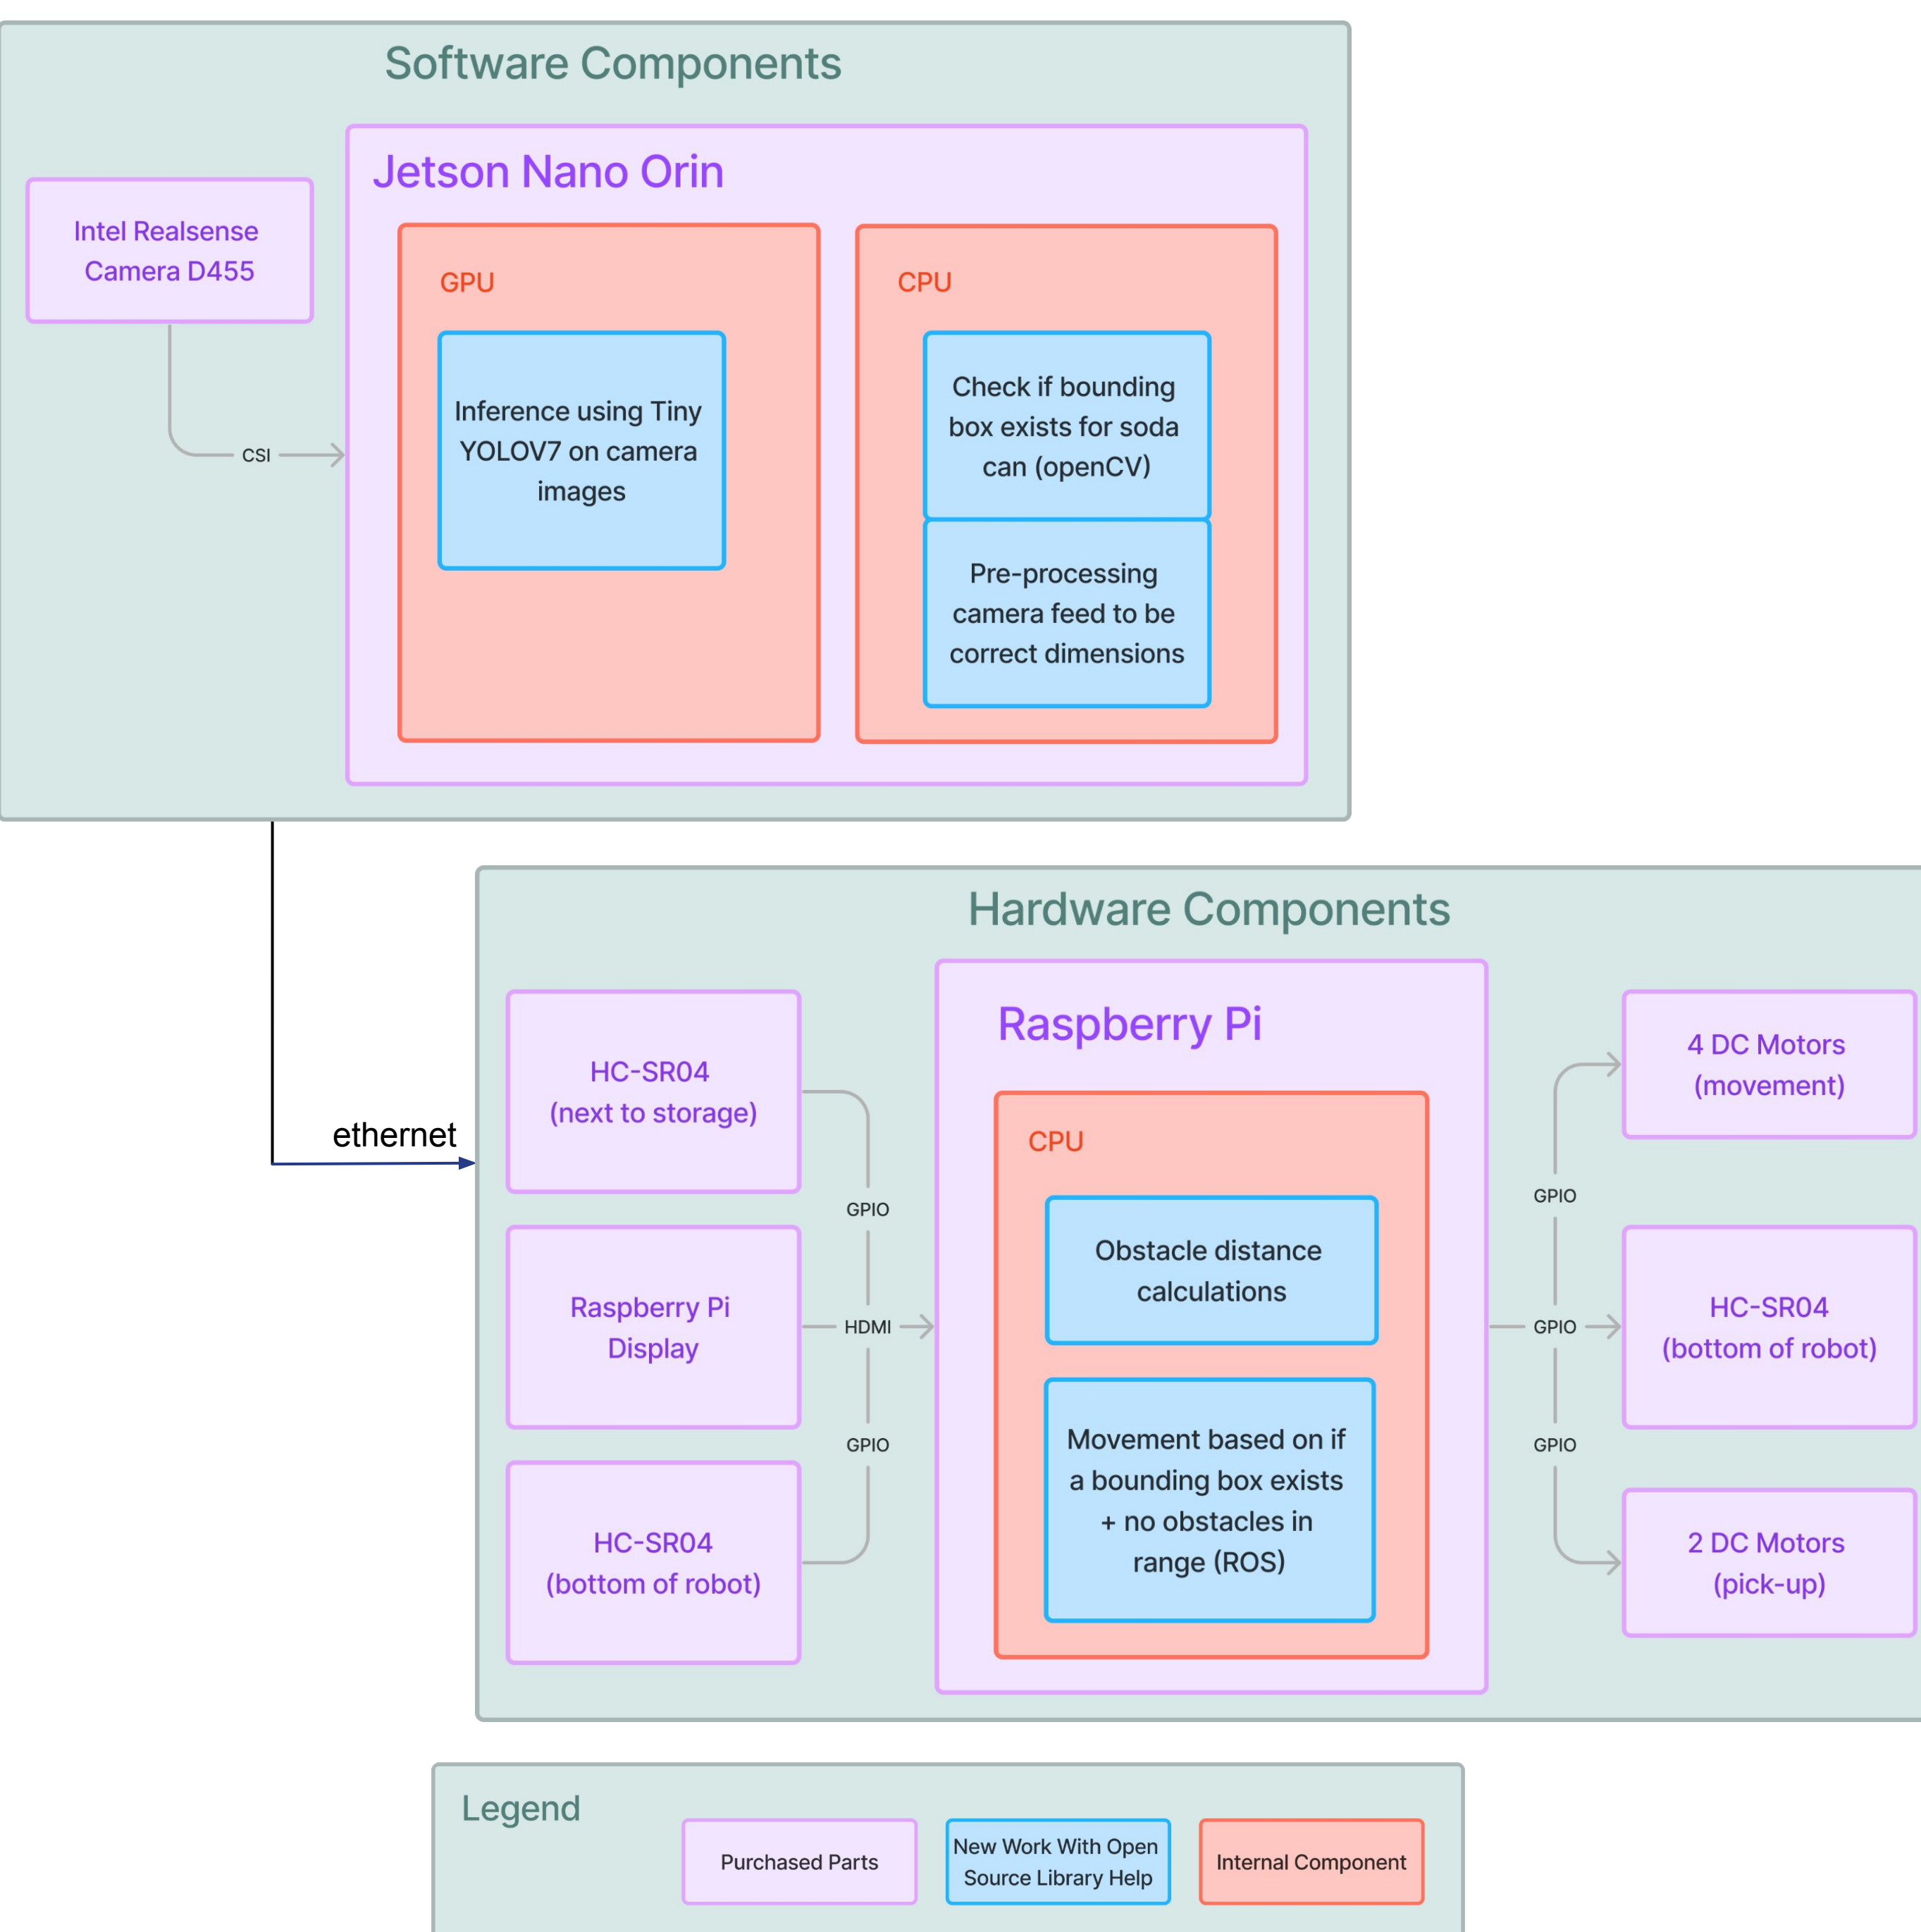 Software Components
Intel Realsense
Camera D455
CSI
Jetson Nano Orin
GPU
Inference using Tiny
YOLOV7 on camera
images
CPU
Check if bounding
box exists for soda
can (openCV)
Pre-processing
camera feed to be
correct dimensions
ethernet
Hardware Components
HC-SR04
(next to storage)
Raspberry Pi
Display
HC-SR04
(bottom of robot)
GPIO
HDMI
GPIO
Raspberry Pi
CPU
Obstacle distance
calculations
Movement based on if
a bounding box exists
+ no obstacles in
range (ROS)
GPIO
GPIO
GPIO
4 DC Motors
(movement)
HC-SR04
(bottom of robot)
2 DC Motors
(pick-up)
Legend
Purchased Parts
New Work With Open
Source Library Help
Internal Component